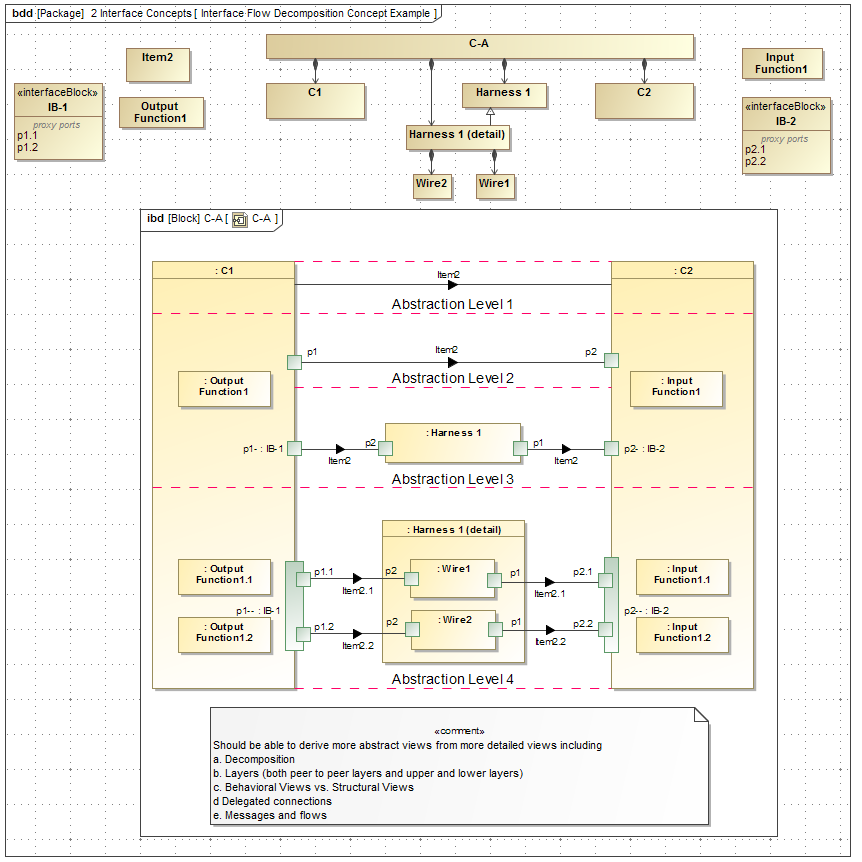 bdd [Package] 2 Interface Concepts [ Interface Flow Decomposition Concept Example ]
C-A
Item2
Input
Function1
«interfaceBlock»
IB-1
proxy ports
p1.1
p1.2
Output
Function1
C1
Harness 1
C2
«interfaceBlock»
IB-2
proxy ports
p2.1
p2.2
Harness 1 (detail)
Wire2
Wire1
ibd [Block] C-A [ C-A ]
: C1
: C2
Item2
Abstraction Level 1
p1
Item2
p2
Abstraction Level 2
: Output
Function1
: Input
Function1
: Harness 1
p1- : IB-1
p2
p1
p2- : IB-2
Item2
Item2
Abstraction Level 3
: Harness 1 (detail)
: Output
Function1.1
p1.1
p2
: Wire1
p1
p2.1
: Input
Function1.1
Item2.1
Item2.1
p1-- : IB-1
p2-- : IB-2
: Output
Function1.2
p1.2
p2
: Wire2
p1
p2.2
: Input
Function1.2
Item2.2
Item2.2
Abstraction Level 4
«comment»
Should be able to derive more abstract views from more detailed views including
a. Decomposition
b. Layers (both peer to peer layers and upper and lower layers)
c. Behavioral Views vs. Structural Views
d Delegated connections
e. Messages and flows